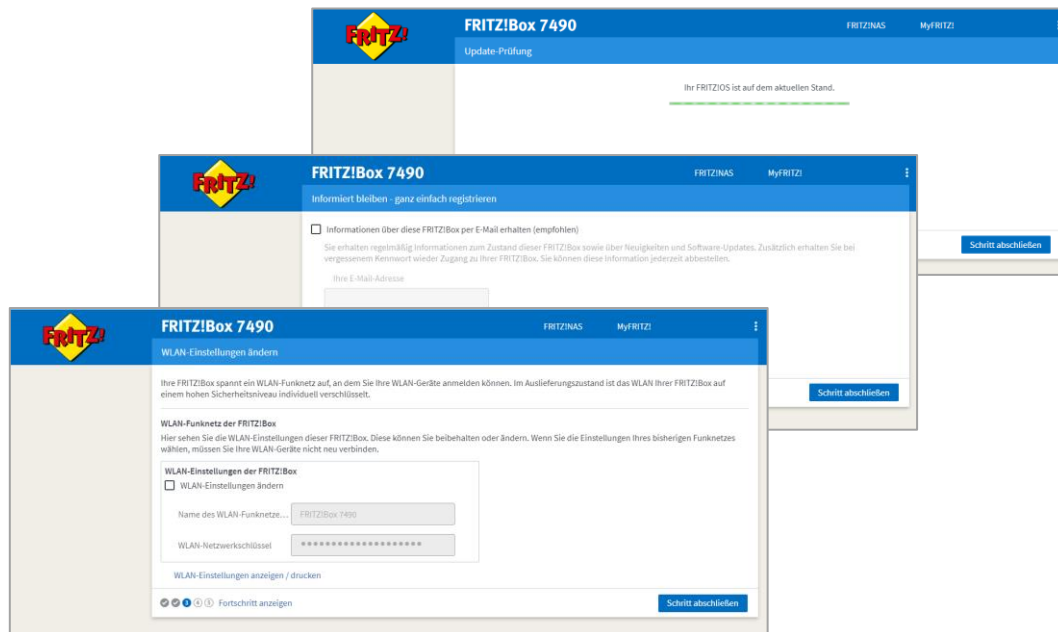 FRITZ!
FRITZ!Box 7490
FRITZ!NAS
MyFRITZ!
Update-Prüfung
Ihr FRITZ!OS ist auf dem aktuellen Stand.
Schritt abschließen
FRITZ!
FRITZ!Box 7490
FRITZ!NAS
MyFRITZ!
Informiert bleiben - ganz einfach registrieren
Informationen über diese FRITZ!Box per E-Mail erhalten (empfohlen)
Sie erhalten regelmäßig Informationen zum Zustand dieser FRITZ!Box sowie über Neuigkeiten und Software-Updates. Zusätzlich erhalten Sie bei
vergessenem Kennwort wieder Zugang zu Ihrer FRITZ!Box. Sie können diese Information jederzeit abbestellen.
Ihre E-Mail-Adresse
Schritt abschließen
FRITZ!
FRITZ!Box 7490
FRITZ!NAS
MyFRITZ!
WLAN-Einstellungen ändern
Ihre FRITZ!Box spannt ein WLAN-Funknetz auf, an dem Sie Ihre WLAN-Geräte anmelden können. Im Auslieferungszustand ist das WLAN Ihrer FRITZ!Box auf
einem hohen Sicherheitsniveau individuell verschlüsselt.
WLAN-Funknetz der FRITZ!Box
Hier sehen Sie die WLAN-Einstellungen dieser FRITZ!Box. Diese können Sie beibehalten oder ändern. Wenn Sie die Einstellungen Ihres bisherigen Funknetzes
wählen, müssen Sie Ihre WLAN-Geräte nicht neu verbinden.
WLAN-Einstellungen der FRITZ!Box
WLAN-Einstellungen ändern
Name des WLAN-Funknetze... FRITZ!Box 7490
WLAN-Netzwerkschlüssel ••••••••••••••••••••
WLAN-Einstellungen anzeigen / drucken
3 4 5 Fortschritt anzeigen
Schritt abschließen